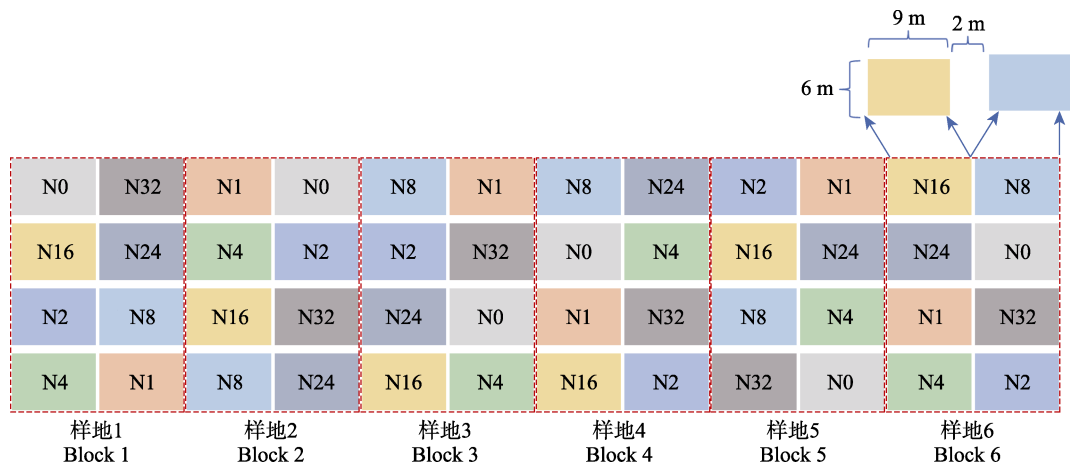 9 m
2 m
6 m
N0 N32 N1 N0 N8 N1 N8 N24 N2 N1 N16 N8
N16 N24 N4 N2 N2 N32 N0 N4 N16 N24 N24 N0
N2 N8 N16 N32 N24 N0 N1 N32 N8 N4 N1 N32
N4 N1 N8 N24 N16 N4 N16 N2 N32 N0 N4 N2
样地1 样地2 样地3 样地4 样地5 样地6
Block 1 Block 2 Block 3 Block 4 Block 5 Block 6